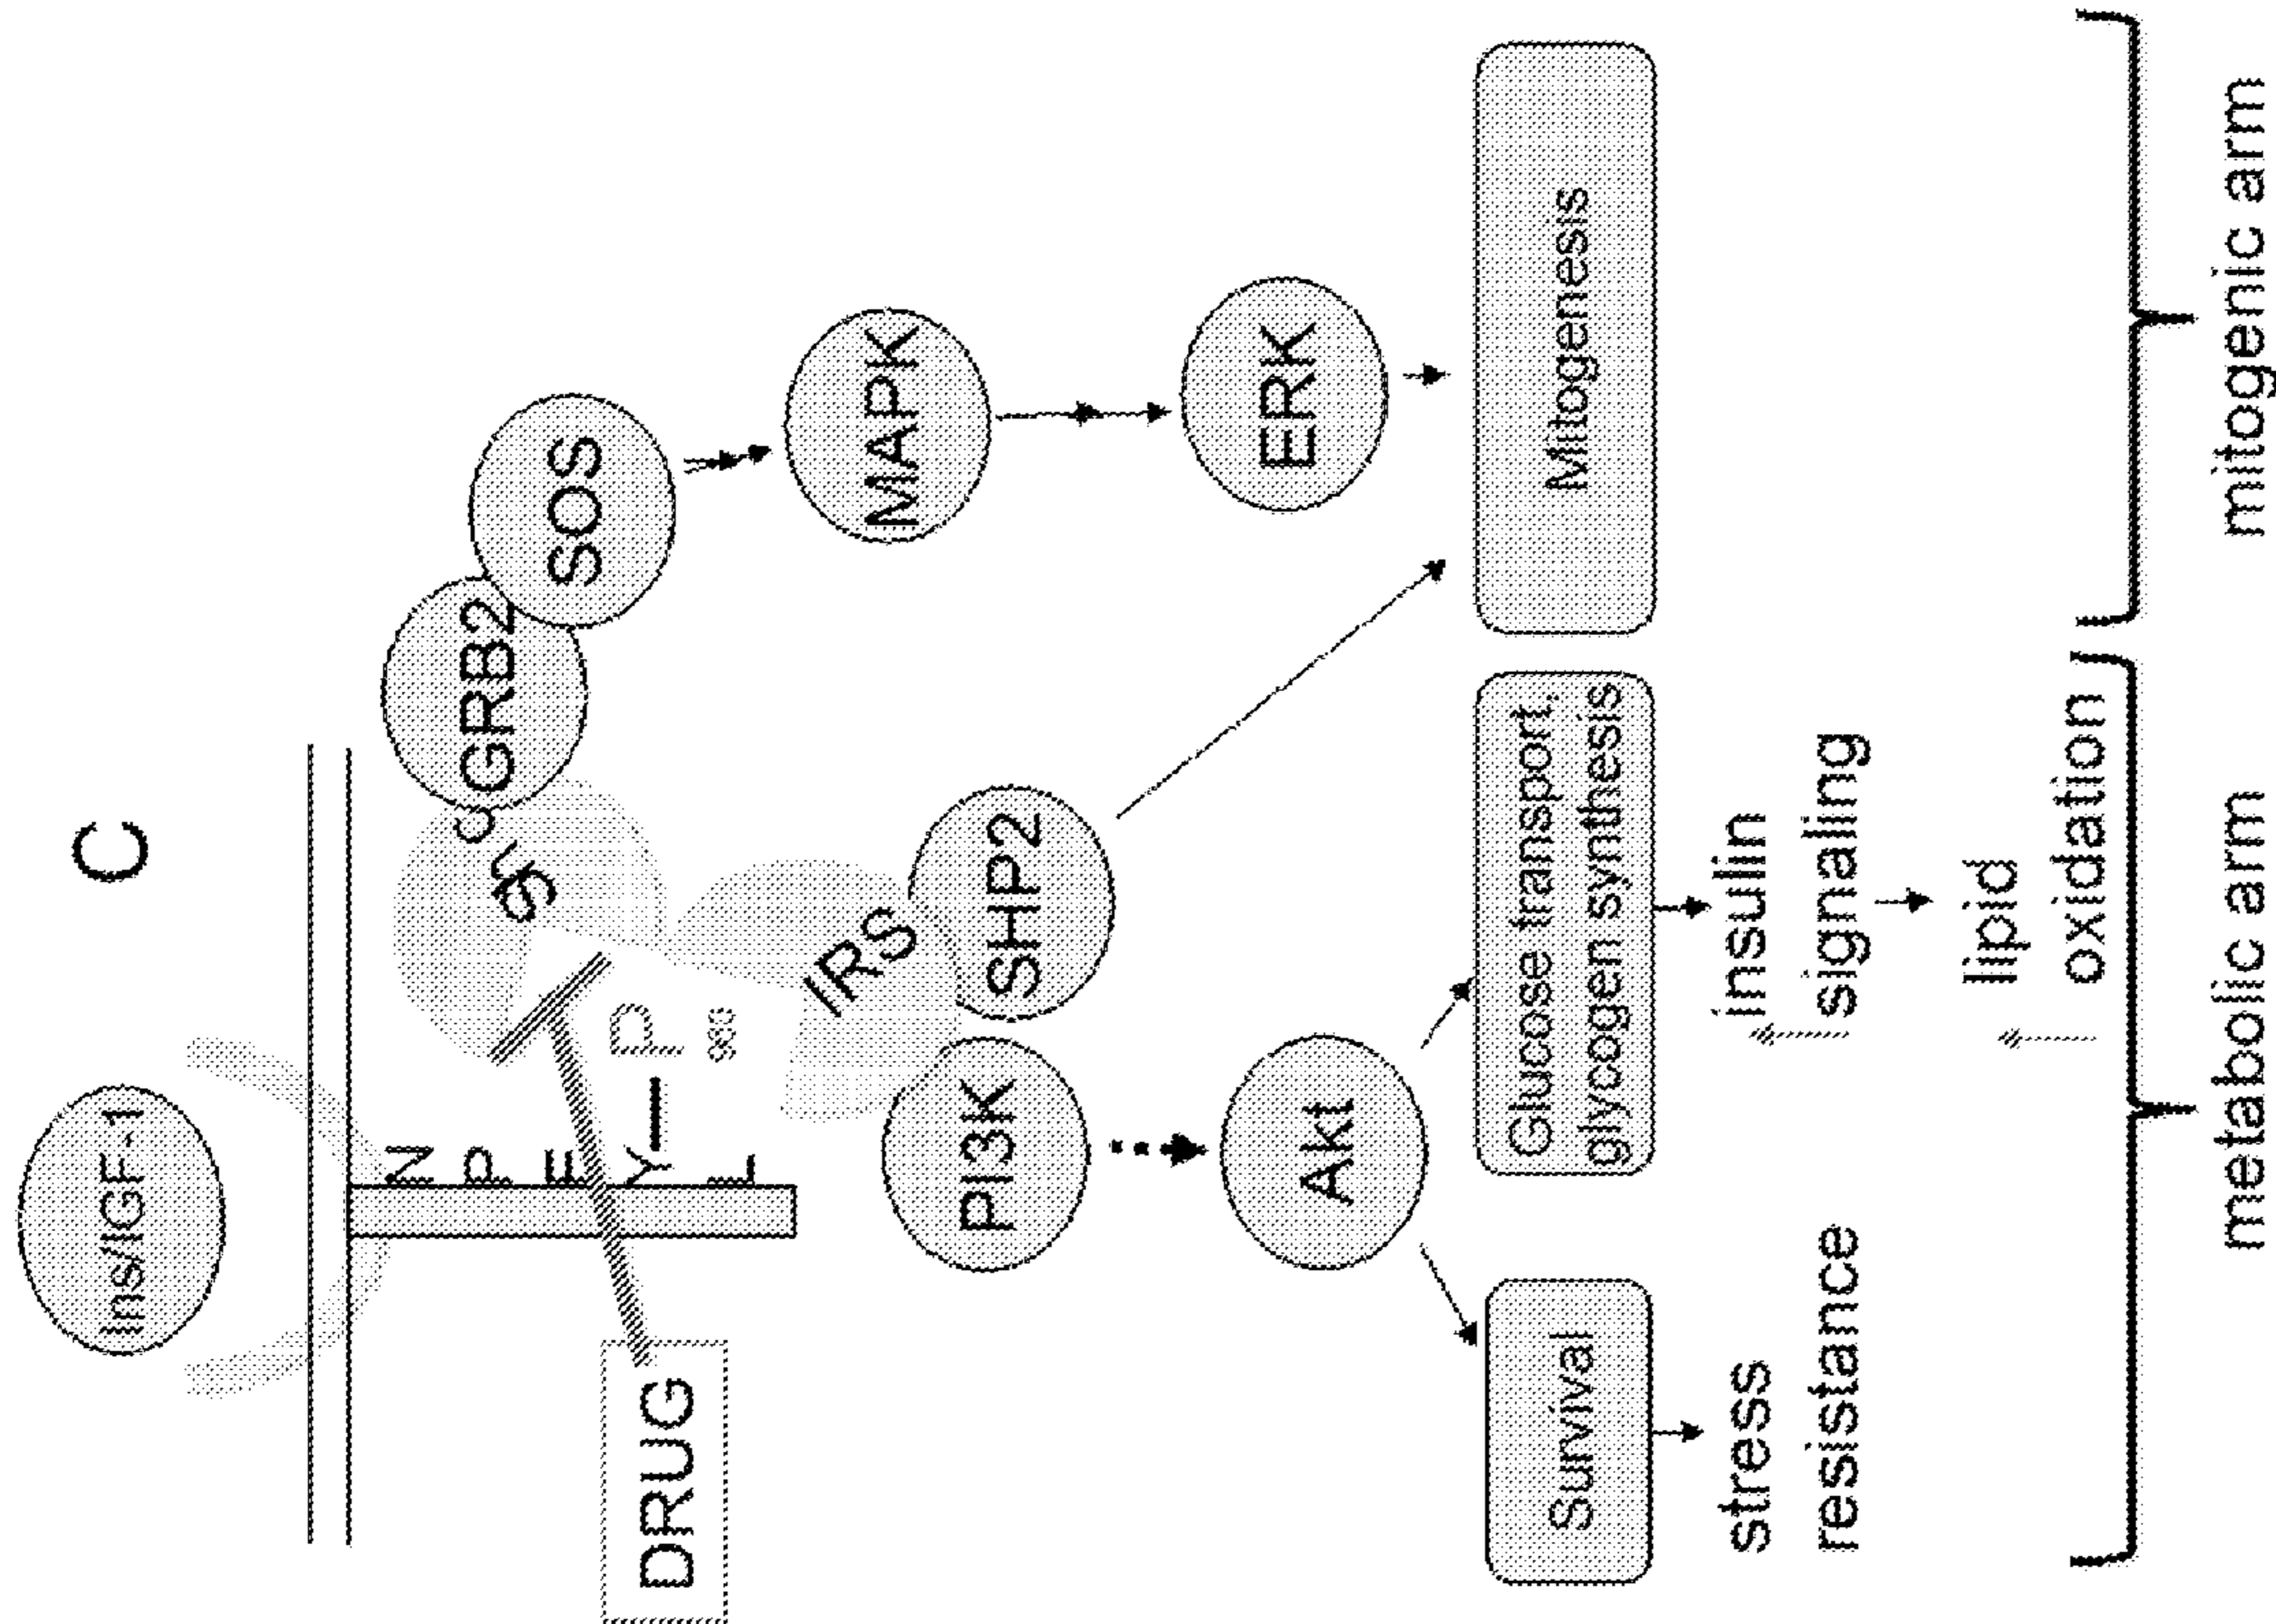 C
Ins/IGF-1
N
P
E
Y
P
L
DRUG
GRB2
SOS
IRS
SHP2
PI3K
MAPK
Akt
ERK
Survival
Glucose transport,
glycogen synthesis
Mitogenesis
stress
resistance
insulin
signaling
lipid
oxidation
metabolic arm
mitogenic arm